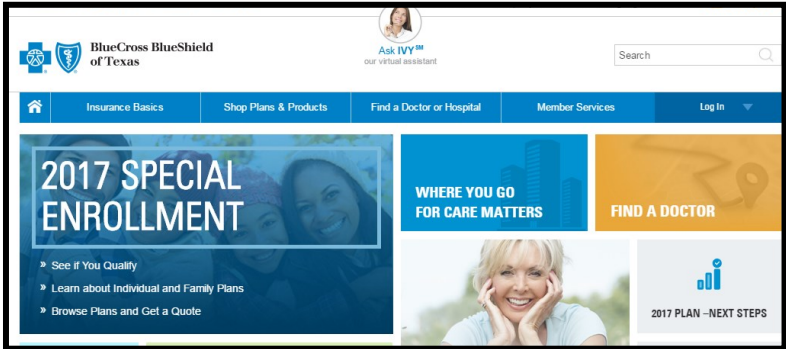 BlueCross BlueShield
of Texas
Ask IVY℠
our virtual assistant
Search
Insurance Basics
Shop Plans & Products
Find a Doctor or Hospital
Member Services
Log In
2017 SPECIAL
ENROLLMENT
» See if You Qualify
» Learn about Individual and Family Plans
» Browse Plans and Get a Quote
WHERE YOU GO
FOR CARE MATTERS
FIND A DOCTOR
2017 PLAN –NEXT STEPS